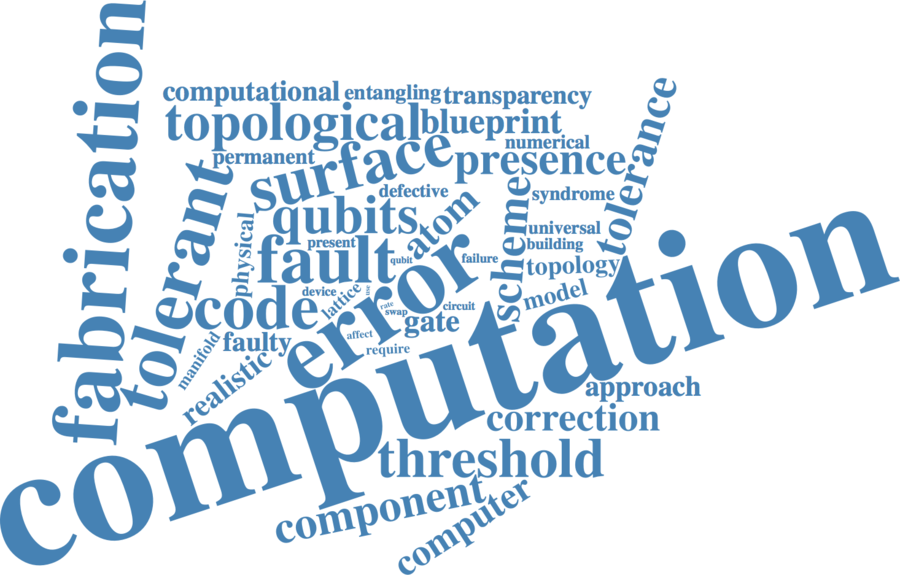 fabrication
computational entangling transparency
topological blueprint
numerical
tolerance
permanent
surface
presence
tolerant
defective
syndrome
qubits
atom
scheme
physical
universal
present
building
fault
qubit
failure
topology
error
device
use
lattice
model
code
rate
swap
circuit
gate
affect
manifold
faulty
require
realistic
computation
approach
correction
threshold
component
computer